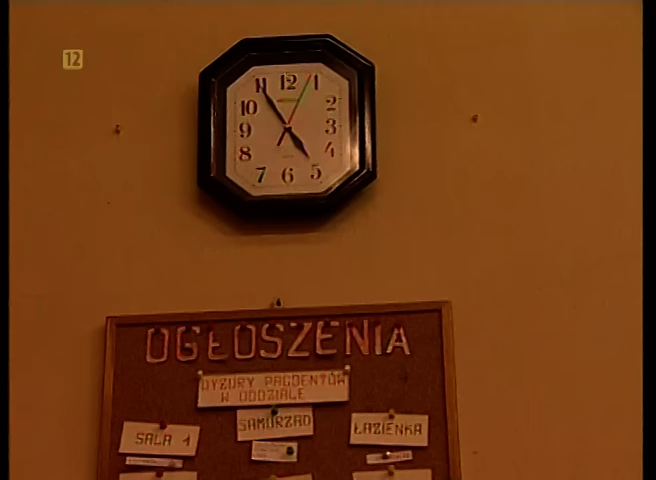 12
11 12 1
10 2
9 3
8 4
7 6 5
OGŁOSZENIA
DYŻURY PACJENTÓW
W ODDZIALE
SAMORZĄD
SALA 1
ŁAZIENKA